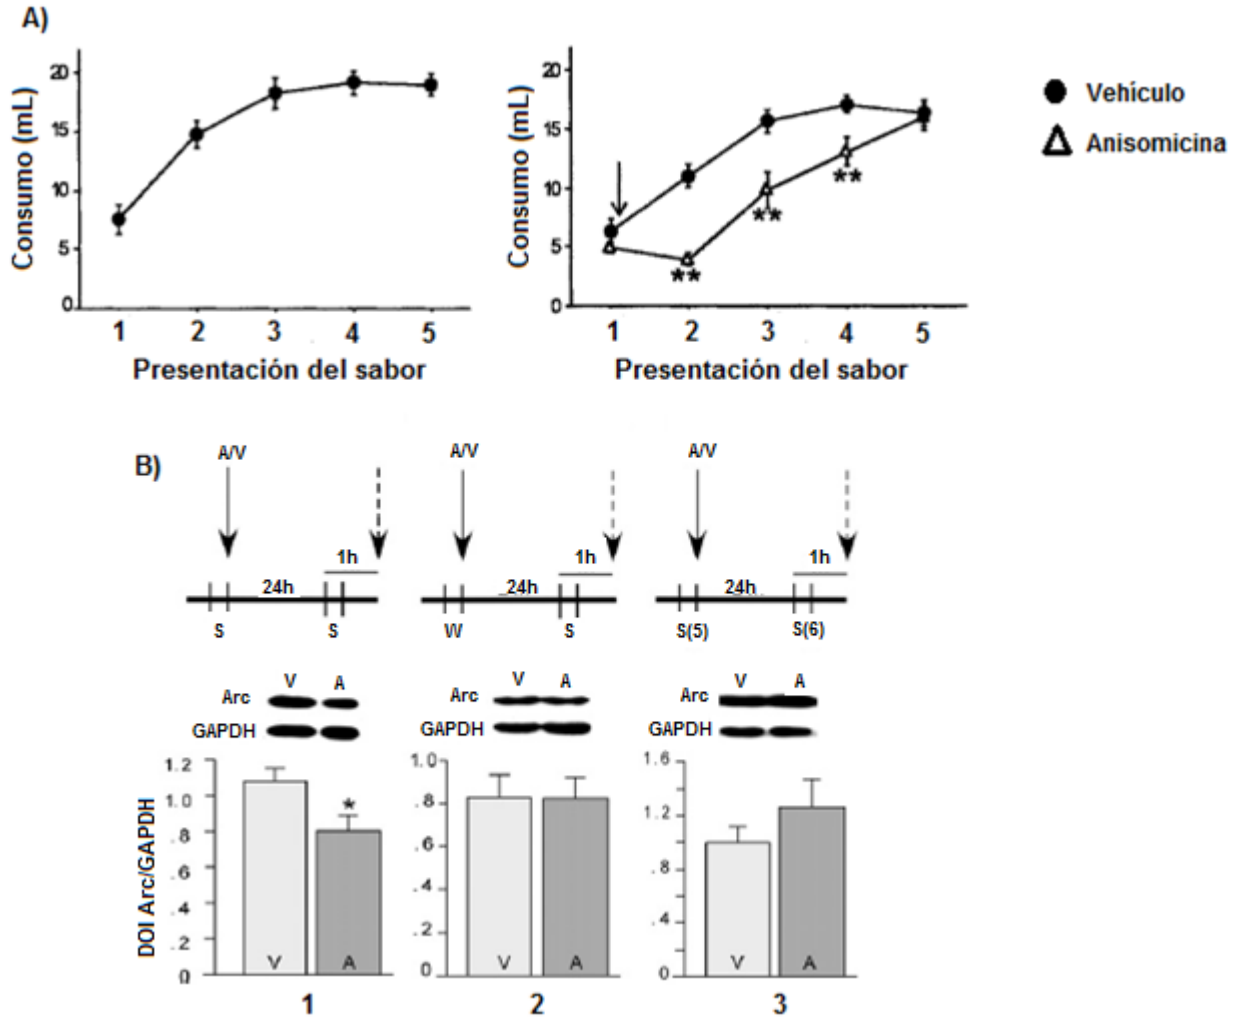 A)
Consumo (mL)
20
15
10
5
0
1 2 3 4 5
Presentación del sabor
Consumo (mL)
20
15
10
5
0
** ** **
1 2 3 4 5
Presentación del sabor
Vehículo
Anisomicina
B)
A/V
24h
1h
S S
A/V
24h
1h
W S
A/V
24h
1h
S(5) S(6)
V A
Arc
GAPDH
V A
Arc
GAPDH
V A
Arc
GAPDH
DOI Arc/GAPDH
1.2
1.0
.8
.6
.4
.2
0
*
V A
1
1.0
.8
.6
.4
.2
0
V A
2
1.6
1.2
.8
.4
0
V A
3